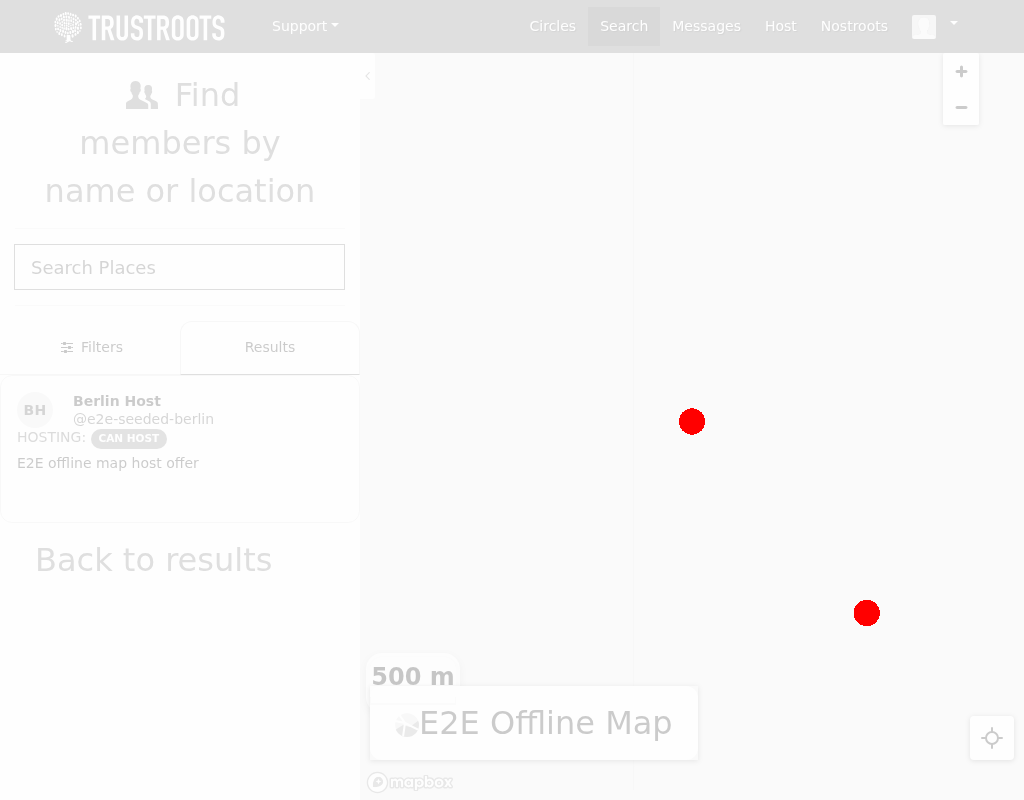 TRUSTROOTS
Support
Circles
Search
Messages
Host
Nostroots
Find
members by
name or location
Search Places
Filters
Results
BH
Berlin Host
@e2e-seeded-berlin
HOSTING: CAN HOST
E2E offline map host offer
Back to results
+
−
500 m
E2E Offline Map
mapbox